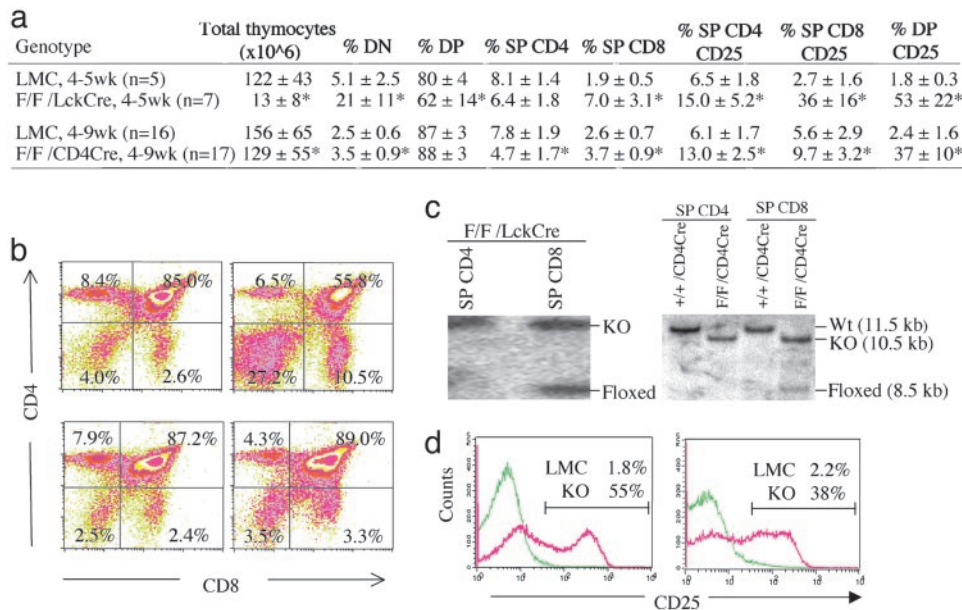 a
Genotype Total thymocytes (x10^6) % DN % DP % SP CD4 % SP CD8 % SP CD4 CD25 % SP CD8 CD25 % DP CD25
LMC, 4-5wk (n=5) 122 ± 43 5.1 ± 2.5 80 ± 4 8.1 ± 1.4 1.9 ± 0.5 6.5 ± 1.8 2.7 ± 1.6 1.8 ± 0.3
F/F /LckCre, 4-5wk (n=7) 13 ± 8* 21 ± 11* 62 ± 14* 6.4 ± 1.8 7.0 ± 3.1* 15.0 ± 5.2* 36 ± 16* 53 ± 22*
LMC, 4-9wk (n=16) 156 ± 65 2.5 ± 0.6 87 ± 3 7.8 ± 1.9 2.6 ± 0.7 6.1 ± 1.7 5.6 ± 2.9 2.4 ± 1.6
F/F /CD4Cre, 4-9wk (n=17) 129 ± 55* 3.5 ± 0.9* 88 ± 3 4.7 ± 1.7* 3.7 ± 0.9* 13.0 ± 2.5* 9.7 ± 3.2* 37 ± 10*
b
CD4
8.4% 85.0% 6.5% 55.8%
4.0% 2.6% 27.2% 10.5%
7.9% 87.2% 4.3% 89.0%
2.5% 2.4% 3.5% 3.3%
CD8
c
F/F /LckCre
SP CD4
SP CD8
KO
Floxed
SP CD4 SP CD8
+/+ /CD4Cre
F/F /CD4Cre
+/+ /CD4Cre
F/F /CD4Cre
Wt (11.5 kb)
KO (10.5 kb)
Floxed (8.5 kb)
d
Counts
LMC 1.8%
KO 55%
LMC 2.2%
KO 38%
CD25